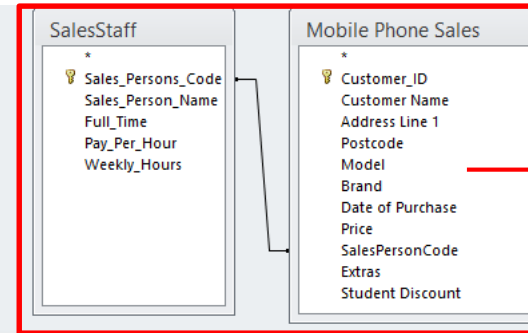 SalesStaff
*
Sales_Persons_Code
Sales_Person_Name
Full_Time
Pay_Per_Hour
Weekly_Hours
Mobile Phone Sales
*
Customer_ID
Customer Name
Address Line 1
Postcode
Model
Brand
Date of Purchase
Price
SalesPersonCode
Extras
Student Discount